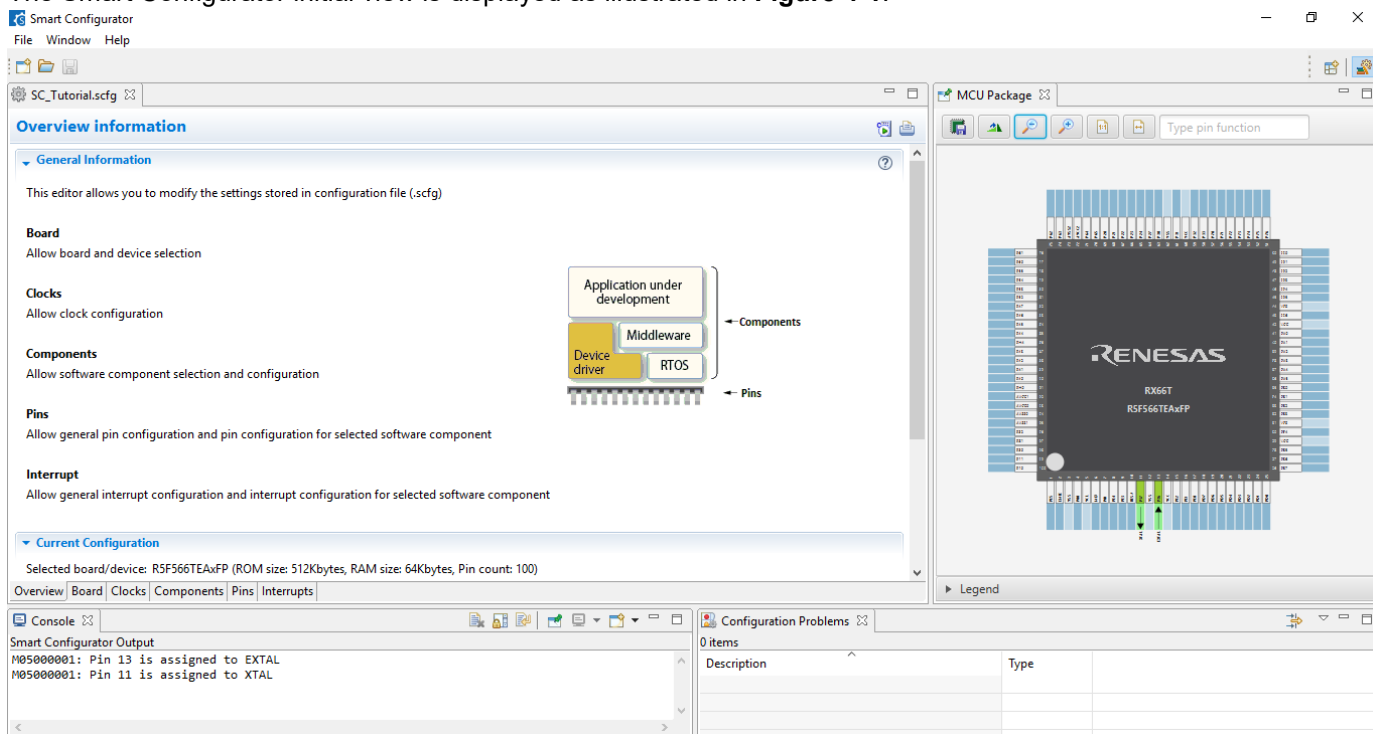 Smart Configurator
File Window Help
SC_Tutorial.scfg
Overview information
General Information
This editor allows you to modify the settings stored in configuration file (.scfg)
Board
Allow board and device selection
Clocks
Allow clock configuration
Components
Allow software component selection and configuration
Pins
Allow general pin configuration and pin configuration for selected software component
Interrupt
Allow general interrupt configuration and interrupt configuration for selected software component
Application under
development
Middleware
Device
driver
RTOS
Components
Pins
Current Configuration
Selected board/device: R5F566TEAxFP (ROM size: 512Kbytes, RAM size: 64Kbytes, Pin count: 100)
Overview Board Clocks Components Pins Interrupts
MCU Package
Type pin function
RENESAS
RX66T
R5F566TEAxFP
Legend
Console
Smart Configurator Output
M05000001: Pin 13 is assigned to EXTAL
M05000001: Pin 11 is assigned to XTAL
Configuration Problems
0 items
Description Type